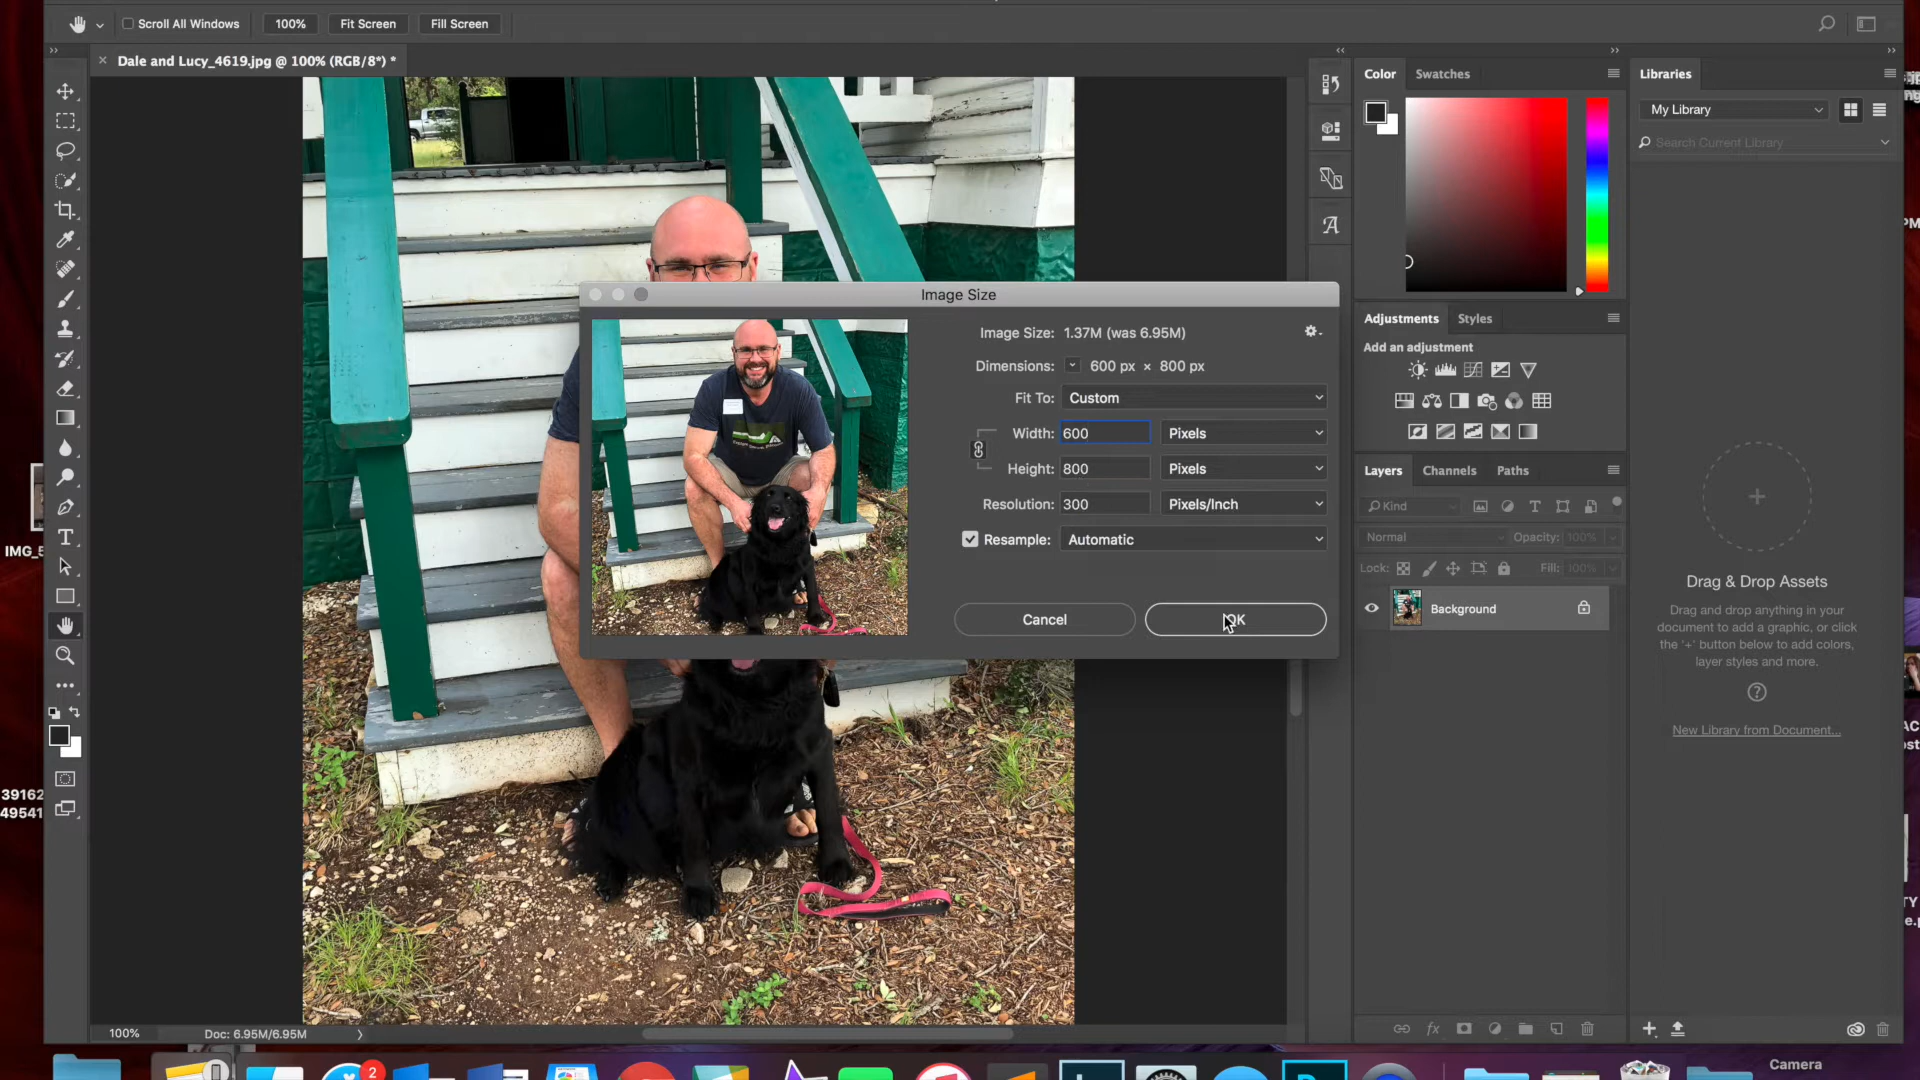 Scroll All Windows
100%
Fit Screen
Fill Screen
Dale and Lucy_4619.jpg @ 100% (RGB/8*) *
Color
Swatches
Libraries
My Library
Search Current Library
Image Size
Image Size: 1.37M (was 6.95M)
Dimensions: 600 px × 800 px
Fit To: Custom
Width: 600 Pixels
Height: 800 Pixels
Resolution: 300 Pixels/Inch
Resample: Automatic
Cancel
OK
Adjustments
Styles
Add an adjustment
Layers
Channels
Paths
Kind
Normal
Opacity: 100%
Lock:
Fill: 100%
Background
Drag & Drop Assets
Drag and drop anything in your
document to add a graphic, or click
the '+' button below to add colors,
layer styles and more.
New Library from Document...
100%
Doc: 6.95M/6.95M
IMG_5
39162
49541
PM
AC
ost
TY
e.p
2
Camera